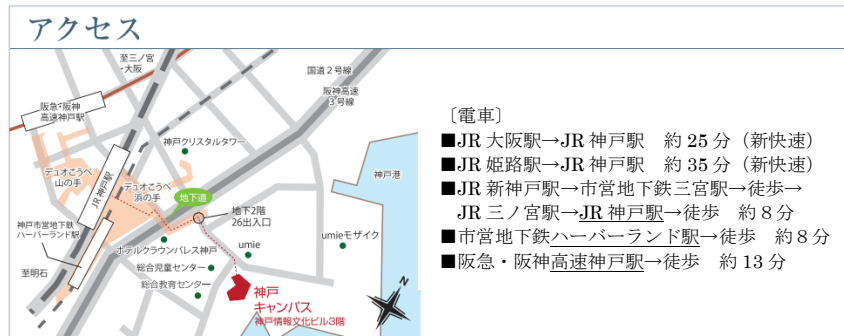 アクセス
至三ノ宮
・大阪
国道2号線
阪神高速
3号線
阪急・阪神
高速神戸駅
神戸クリスタルタワー
デュオこうべ
山の手
JR神戸駅
デュオこうべ
浜の手
地下道
神戸港
地下2階
26出入口
神戸市営地下鉄
ハーバーランド駅
ホテルクラウンパレス神戸
umie
umieモザイク
至明石
総合児童センター
総合教育センター
神戸
キャンパス
神戸情報文化ビル3階
N
〔電車〕
■JR 大阪駅→JR 神戸駅　約 25 分（新快速）
■JR 姫路駅→JR 神戸駅　約 35 分（新快速）
■JR 新神戸駅→市営地下鉄三宮駅→徒歩→
JR 三ノ宮駅→JR 神戸駅→徒歩　約 8 分
■市営地下鉄ハーバーランド駅→徒歩　約 8 分
■阪急・阪神高速神戸駅→徒歩　約 13 分